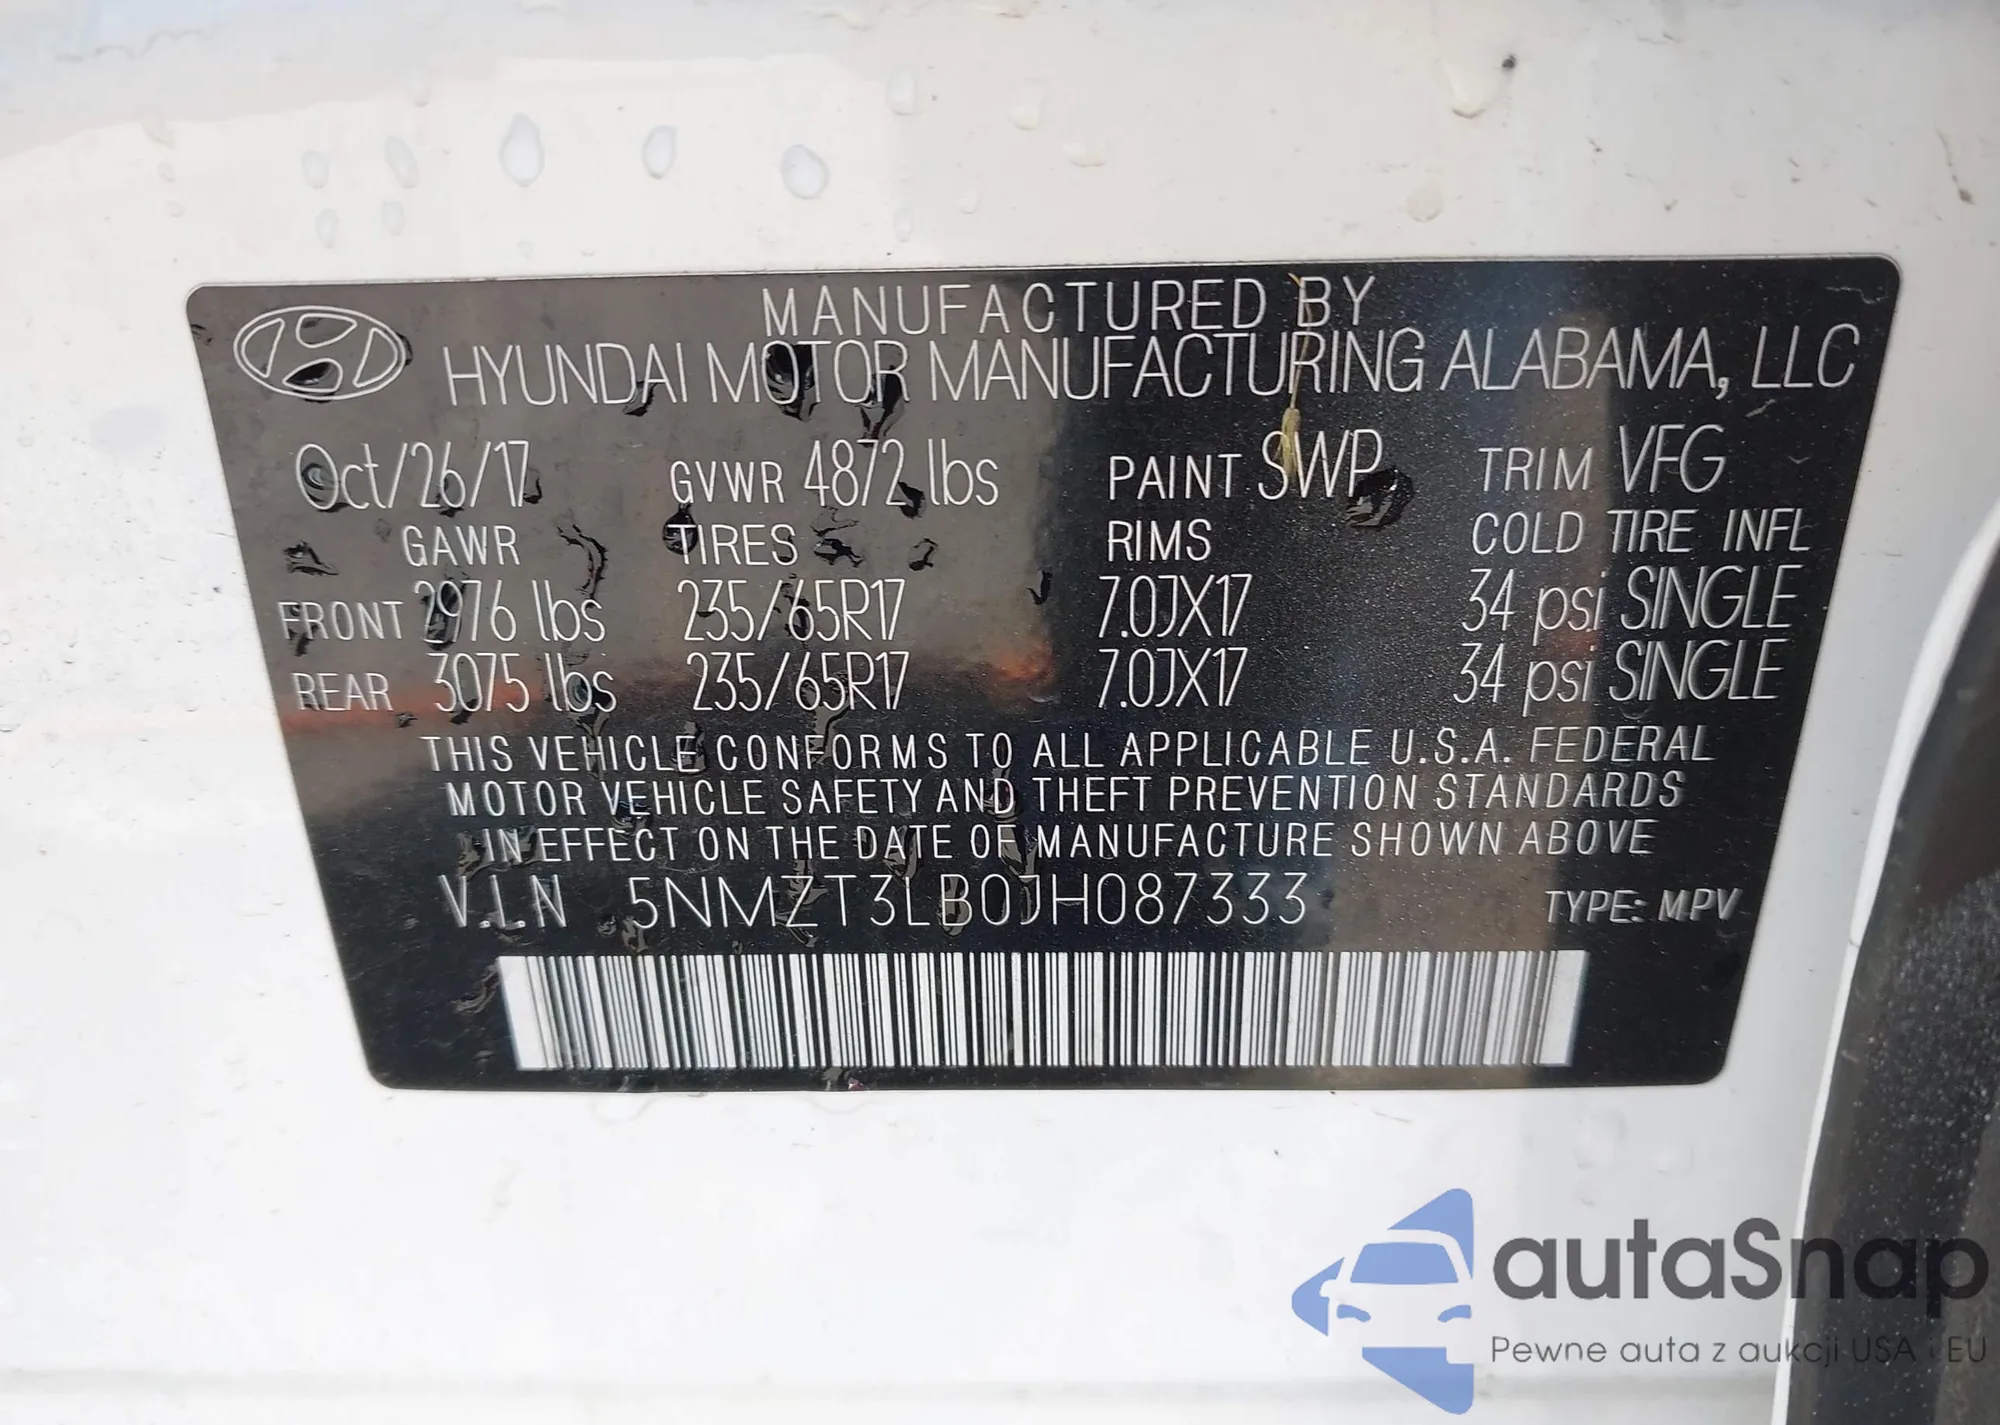 MANUFACTURED BY
HYUNDAI MOTOR MANUFACTURING ALABAMA, LLC
Oct/26/17 GVWR 4872 lbs PAINT SWP TRIM VFG
GAWR TIRES RIMS COLD TIRE INFL
FRONT 2976 lbs 235/65R17 7.0JX17 34 psi SINGLE
REAR 3075 lbs 235/65R17 7.0JX17 34 psi SINGLE
THIS VEHICLE CONFORMS TO ALL APPLICABLE U.S.A. FEDERAL
MOTOR VEHICLE SAFETY AND THEFT PREVENTION STANDARDS
IN EFFECT ON THE DATE OF MANUFACTURE SHOWN ABOVE
V.I.N 5NMZT3LB0JH087333 TYPE: MPV
autaSnap
Pewne auta z aukcji USA i EU